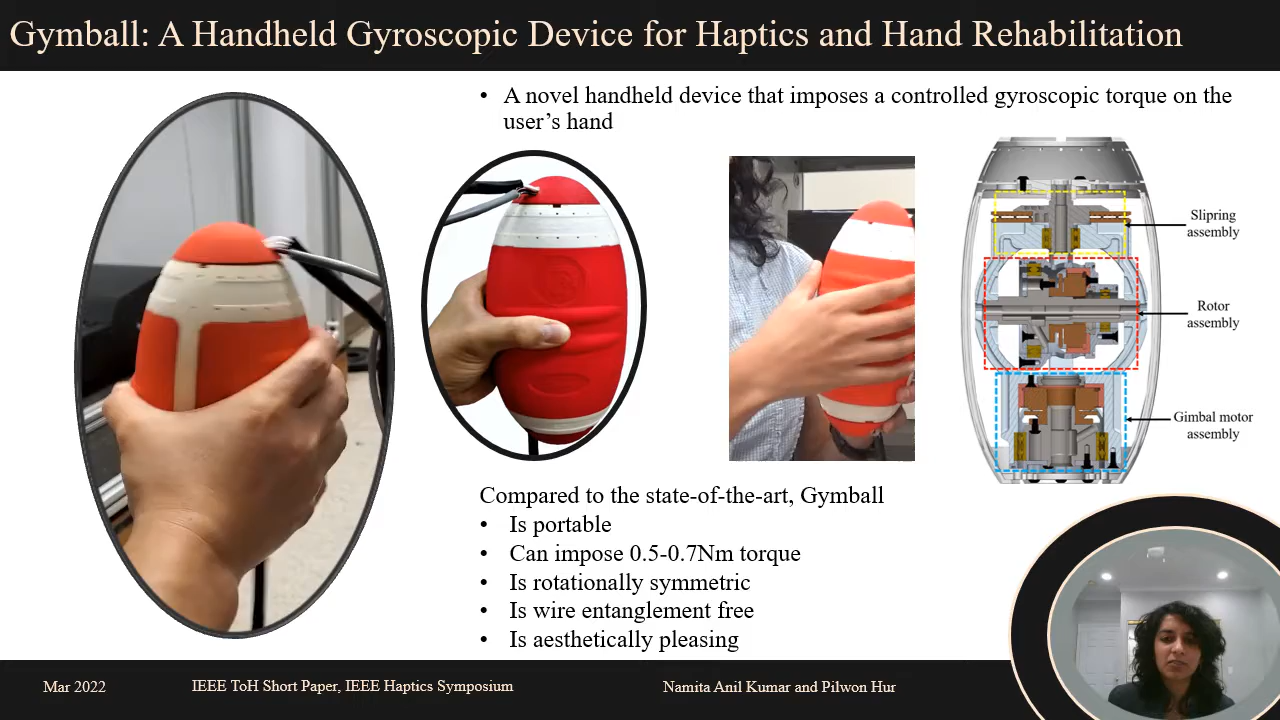 Gymball: A Handheld Gyroscopic Device for Haptics and Hand Rehabilitation
• A novel handheld device that imposes a controlled gyroscopic torque on the
user’s hand
Slipring
assembly
Rotor
assembly
Gimbal motor
assembly
Compared to the state-of-the-art, Gymball
• Is portable
• Can impose 0.5-0.7Nm torque
• Is rotationally symmetric
• Is wire entanglement free
• Is aesthetically pleasing
Mar 2022
IEEE ToH Short Paper, IEEE Haptics Symposium
Namita Anil Kumar and Pilwon Hur